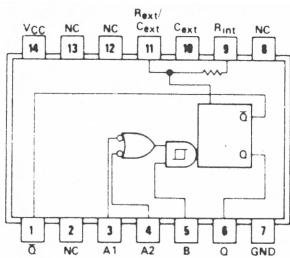 Rext/
VCC NC NC Cext Cext Rint NC
14 13 12 11 10 9 8
Q̄
Q
1 2 3 4 5 6 7
Q̄ NC A1 A2 B Q GND